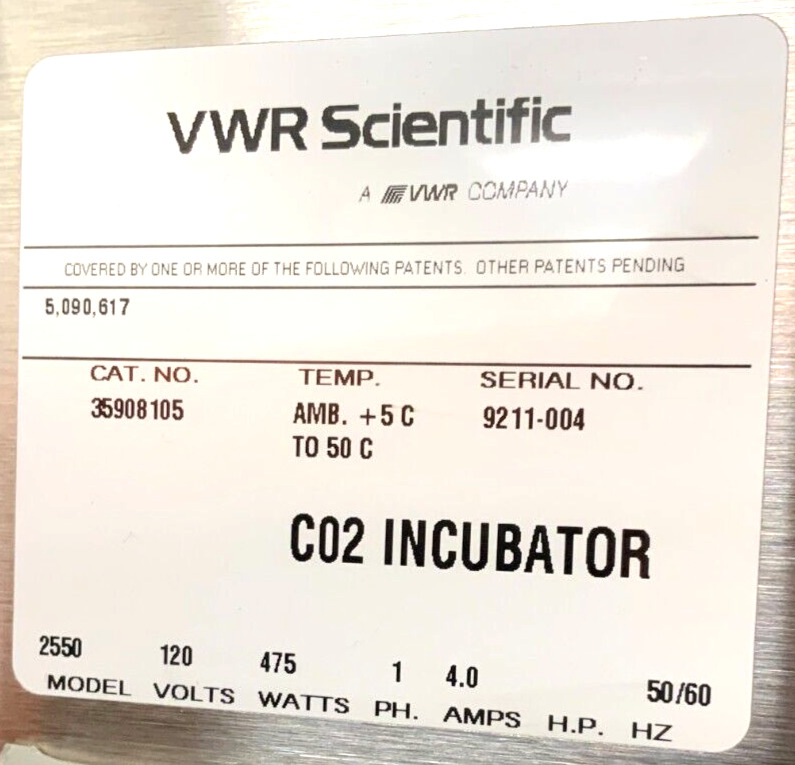 VWR Scientific
A VWR COMPANY
COVERED BY ONE OR MORE OF THE FOLLOWING PATENTS. OTHER PATENTS PENDING
5,090,617
CAT. NO. TEMP. SERIAL NO.
35908105 AMB. +5 C 9211-004
TO 50 C
CO2 INCUBATOR
2550 120 475 1 4.0 50/60
MODEL VOLTS WATTS PH. AMPS H.P. HZ